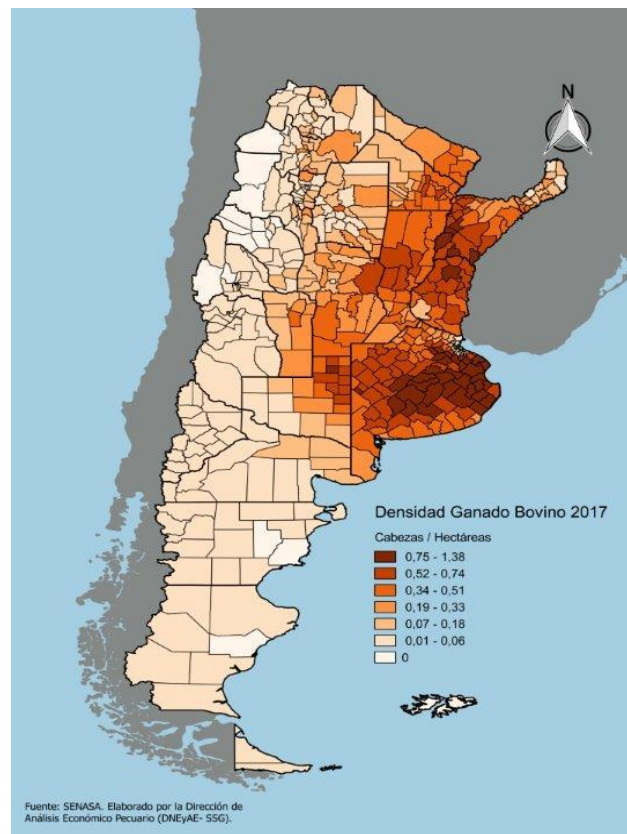 N
Densidad Ganado Bovino 2017
Cabezas / Hectáreas
0,75 - 1,38
0,52 - 0,74
0,34 - 0,51
0,19 - 0,33
0,07 - 0,18
0,01 - 0,06
0
Fuente: SENASA. Elaborado por la Dirección de
Análisis Económico Pecuario (DNEyAE- SSG).